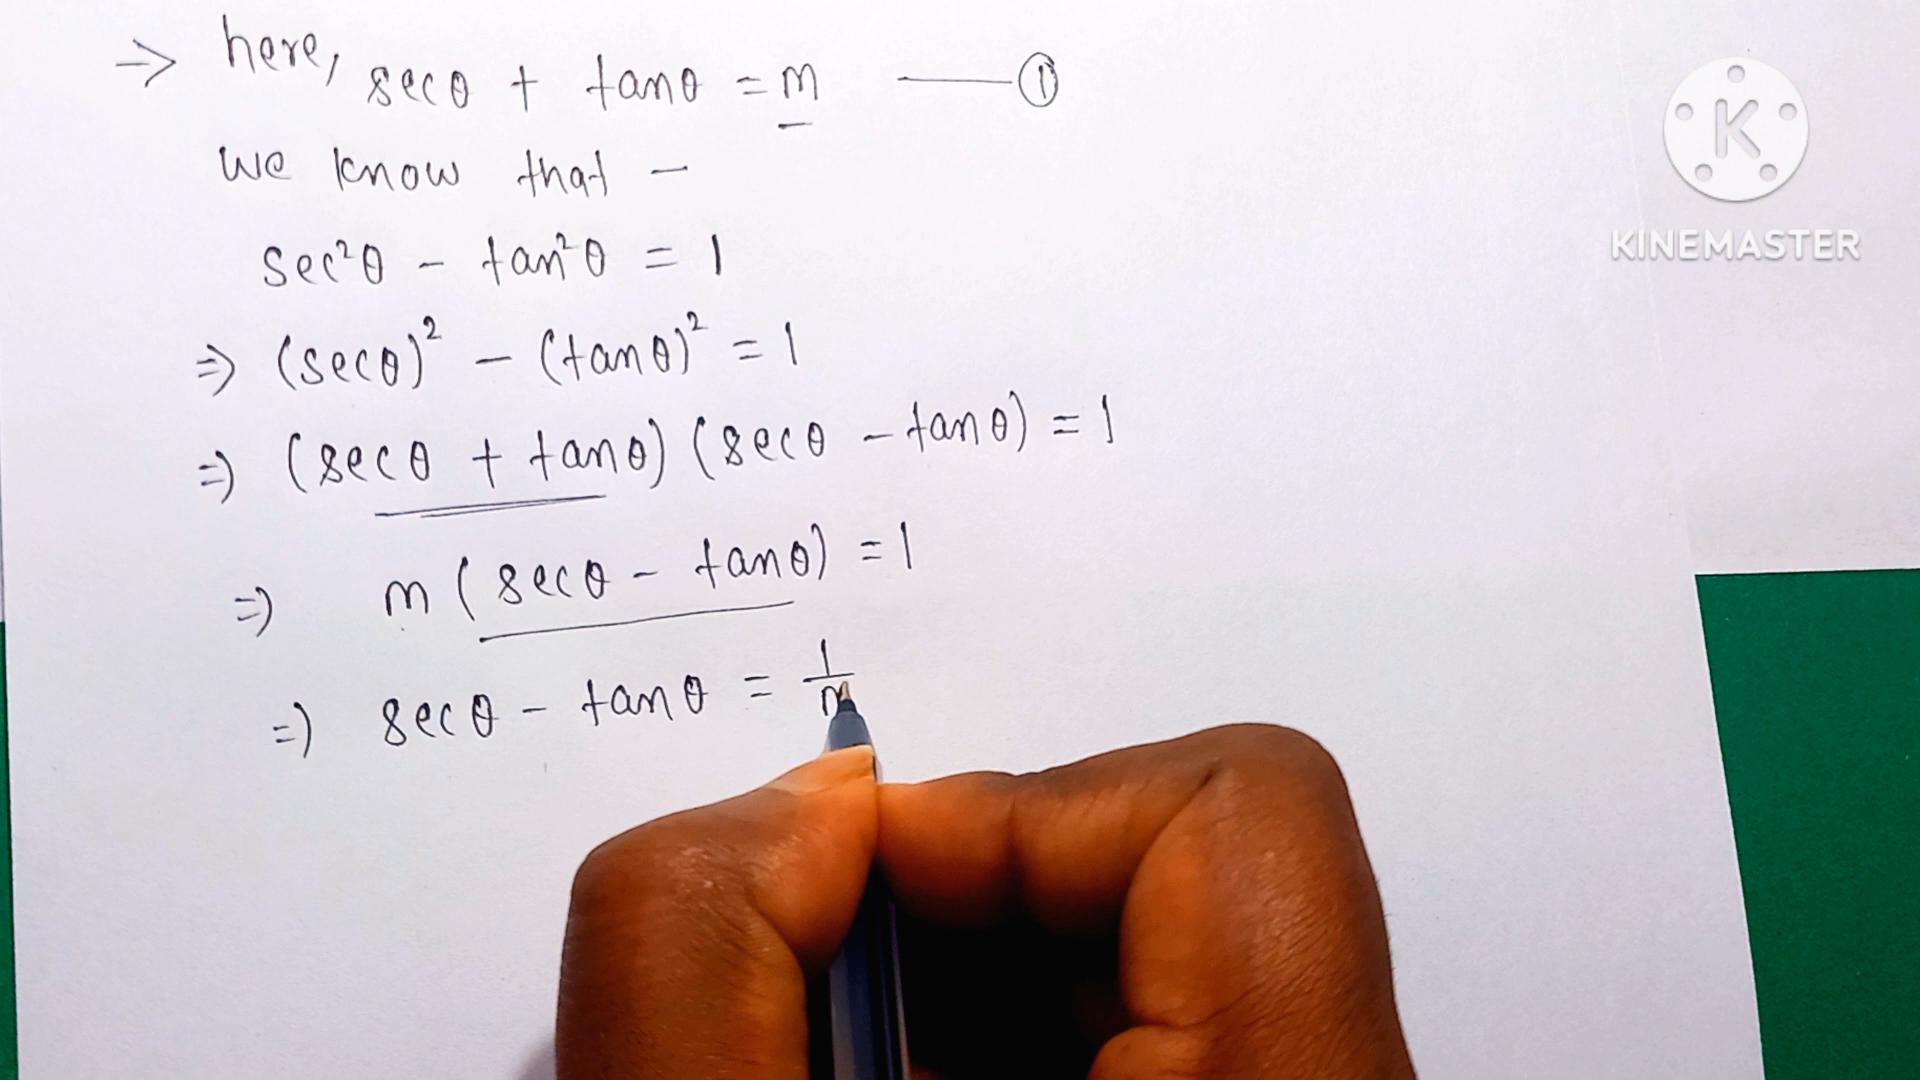 → here, secθ + tanθ = m —— ①
we know that –
sec²θ - tan²θ = 1
⇒ (secθ)² - (tanθ)² = 1
⇒ (secθ + tanθ) (secθ - tanθ) = 1
⇒ m (secθ - tanθ) = 1
⇒ secθ - tanθ = 1/m
K
KINEMASTER